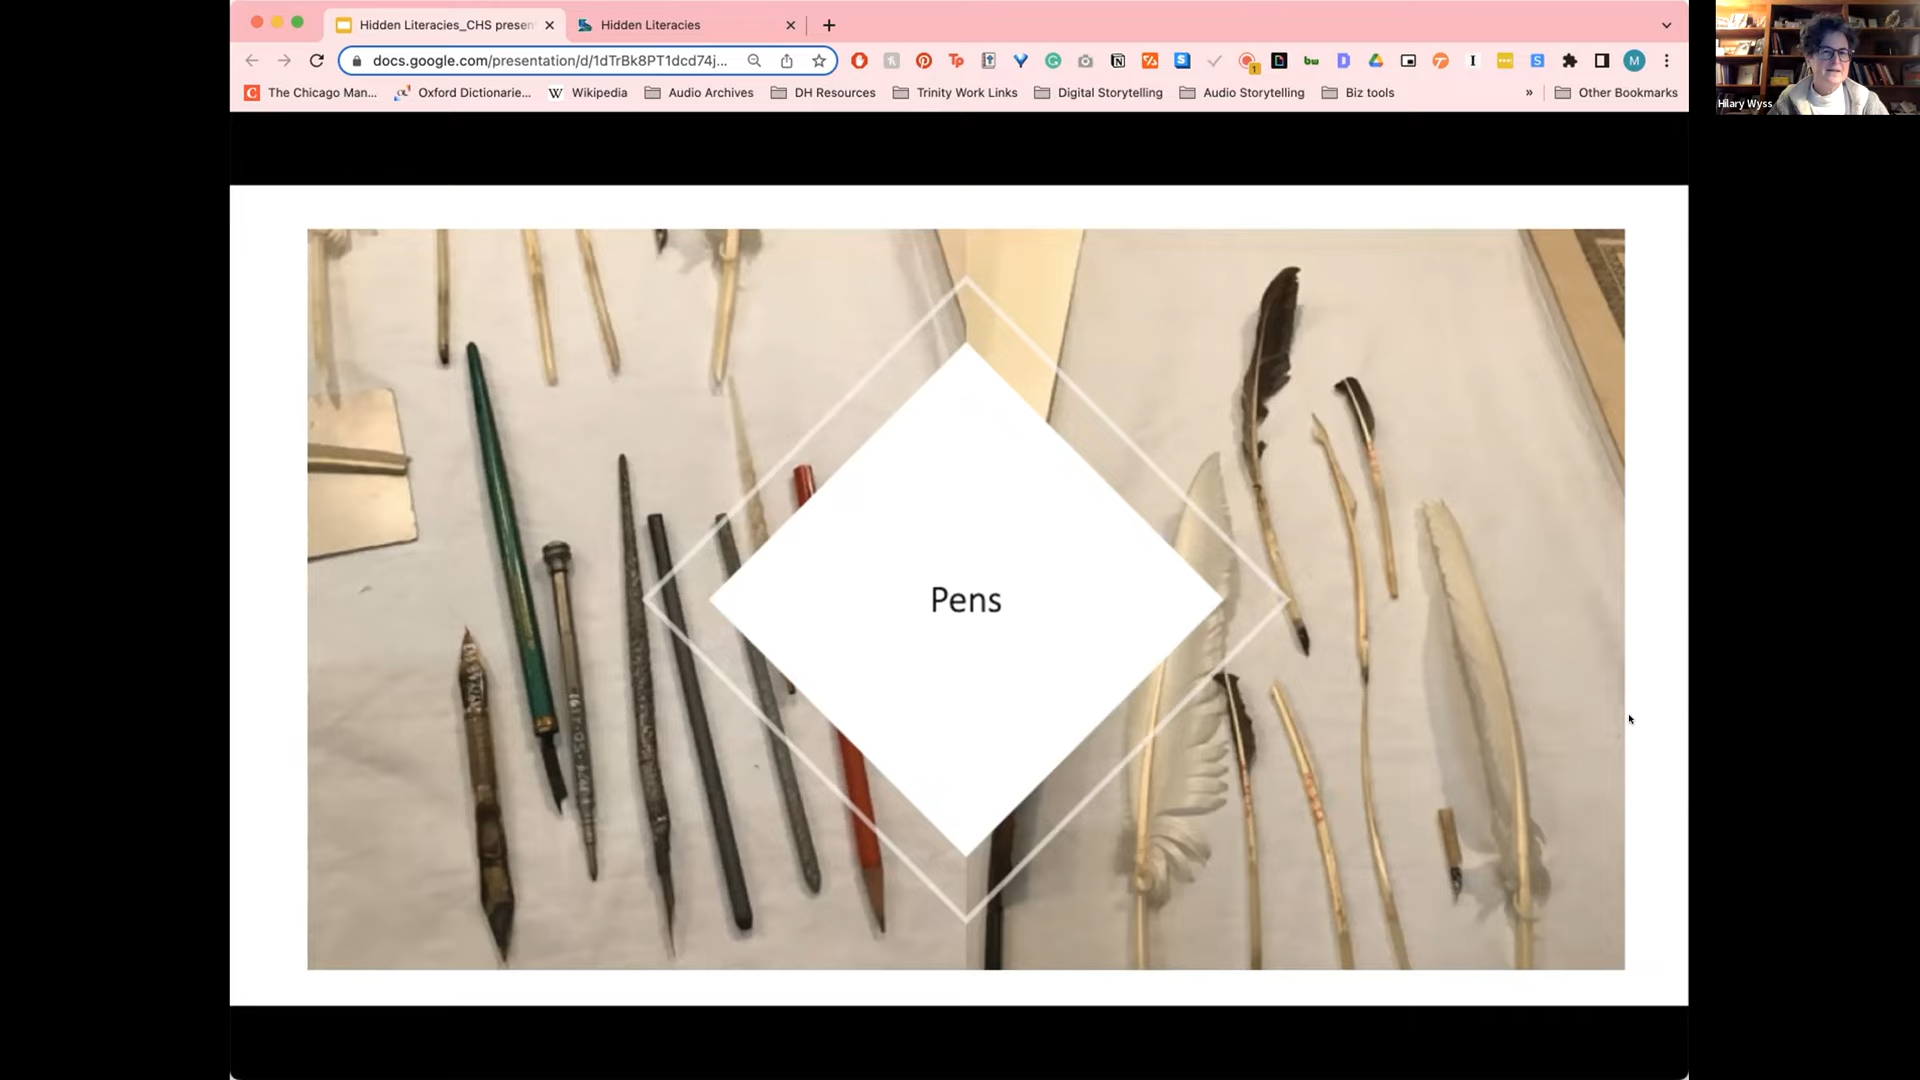 Hidden Literacies_CHS presen
Hidden Literacies
docs.google.com/presentation/d/1dTrBk8PT1dcd74j...
The Chicago Man...
Oxford Dictionarie...
Wikipedia
Audio Archives
DH Resources
Trinity Work Links
Digital Storytelling
Audio Storytelling
Biz tools
»
Other Bookmarks
Hilary Wyss
Pens